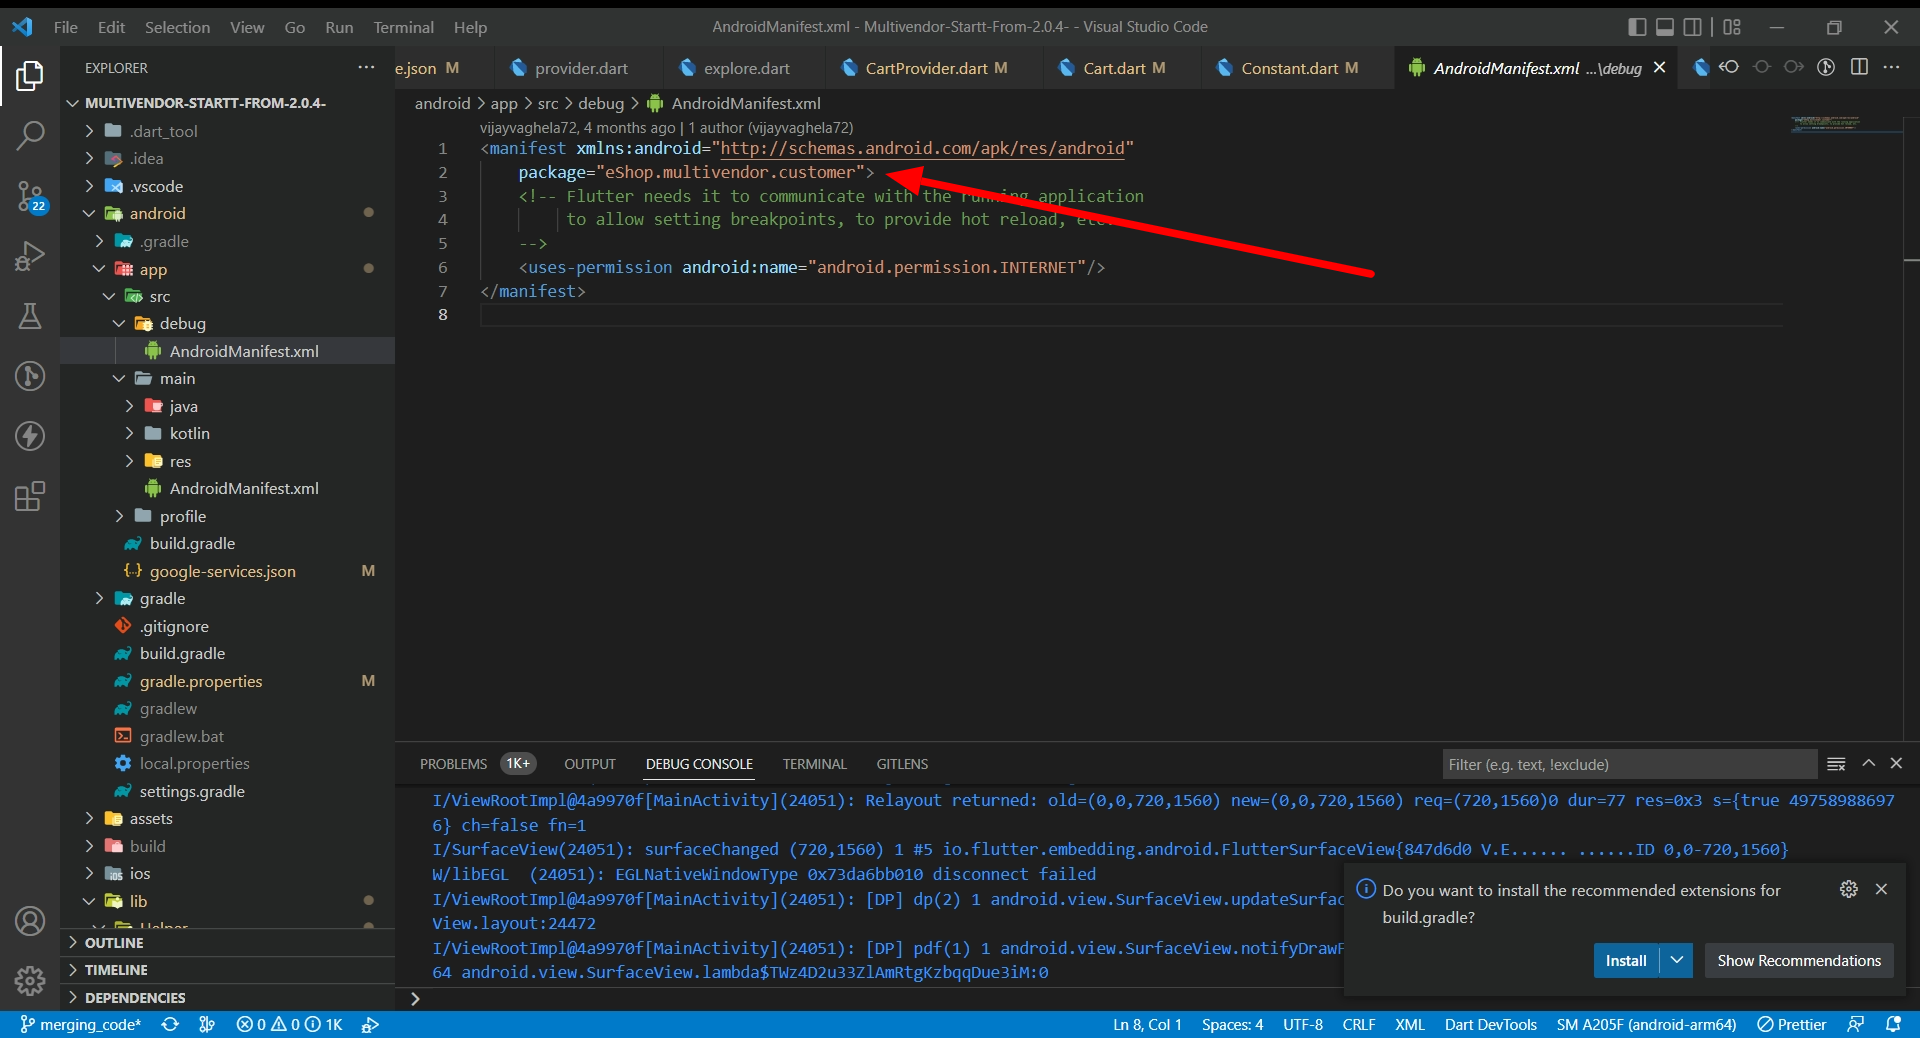 File Edit Selection View Go Run Terminal Help
AndroidManifest.xml - Multivendor-Startt-From-2.0.4- - Visual Studio Code
EXPLORER
e.json M
provider.dart
explore.dart
CartProvider.dart M
Cart.dart M
Constant.dart M
AndroidManifest.xml ...\debug
MULTIVENDOR-STARTT-FROM-2.0.4-
.dart_tool
.idea
.vscode
android
.gradle
app
src
debug
AndroidManifest.xml
main
java
kotlin
res
AndroidManifest.xml
profile
build.gradle
google-services.json M
gradle
.gitignore
build.gradle
gradle.properties M
gradlew
gradlew.bat
local.properties
settings.gradle
assets
build
ios
lib
Helper
OUTLINE
TIMELINE
DEPENDENCIES
22
android > app > src > debug > AndroidManifest.xml
vijayvaghela72, 4 months ago | 1 author (vijayvaghela72)
1 <manifest xmlns:android="http://schemas.android.com/apk/res/android"
2 package="eShop.multivendor.customer">
3 <!-- Flutter needs it to communicate with the running application
4 to allow setting breakpoints, to provide hot reload, etc.
5 -->
6 <uses-permission android:name="android.permission.INTERNET"/>
7 </manifest>
8
PROBLEMS 1K+ OUTPUT DEBUG CONSOLE TERMINAL GITLENS
Filter (e.g. text, !exclude)
I/ViewRootImpl@4a9970f[MainActivity](24051): Relayout returned: old=(0,0,720,1560) new=(0,0,720,1560) req=(720,1560)0 dur=77 res=0x3 s={true 49758988697
6} ch=false fn=1
I/SurfaceView(24051): surfaceChanged (720,1560) 1 #5 io.flutter.embedding.android.FlutterSurfaceView{847d6d0 V.E...... ......ID 0,0-720,1560}
W/libEGL (24051): EGLNativeWindowType 0x73da6bb010 disconnect failed
I/ViewRootImpl@4a9970f[MainActivity](24051): [DP] dp(2) 1 android.view.SurfaceView.updateSurfac
View.layout:24472
I/ViewRootImpl@4a9970f[MainActivity](24051): [DP] pdf(1) 1 android.view.SurfaceView.notifyDrawF
64 android.view.SurfaceView.lambda$TWz4D2u33ZlAmRtgKzbqqDue3iM:0
Do you want to install the recommended extensions for
build.gradle?
Install
Show Recommendations
merging_code* 0 0 1K
Ln 8, Col 1 Spaces: 4 UTF-8 CRLF XML Dart DevTools SM A205F (android-arm64) Prettier